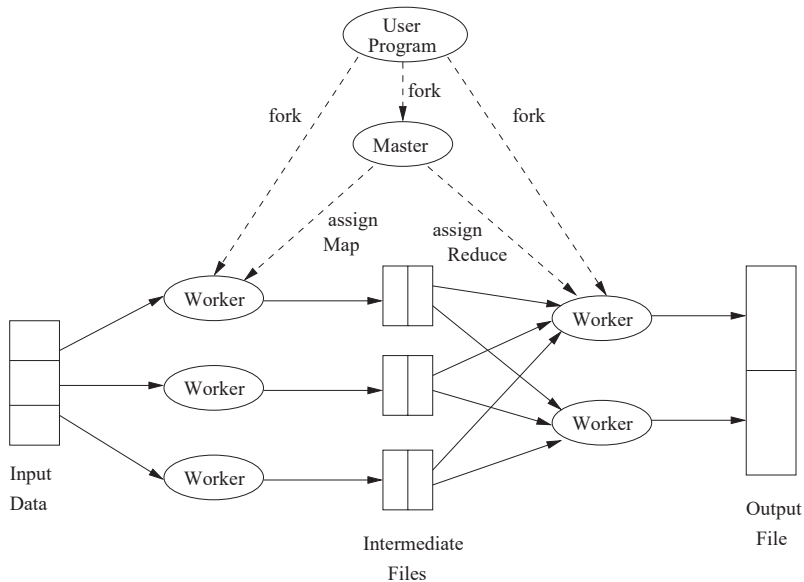 User
Program
fork
fork
fork
Master
assign
Map
assign
Reduce
Worker
Worker
Worker
Worker
Worker
Input
Data
Intermediate
Files
Output
File